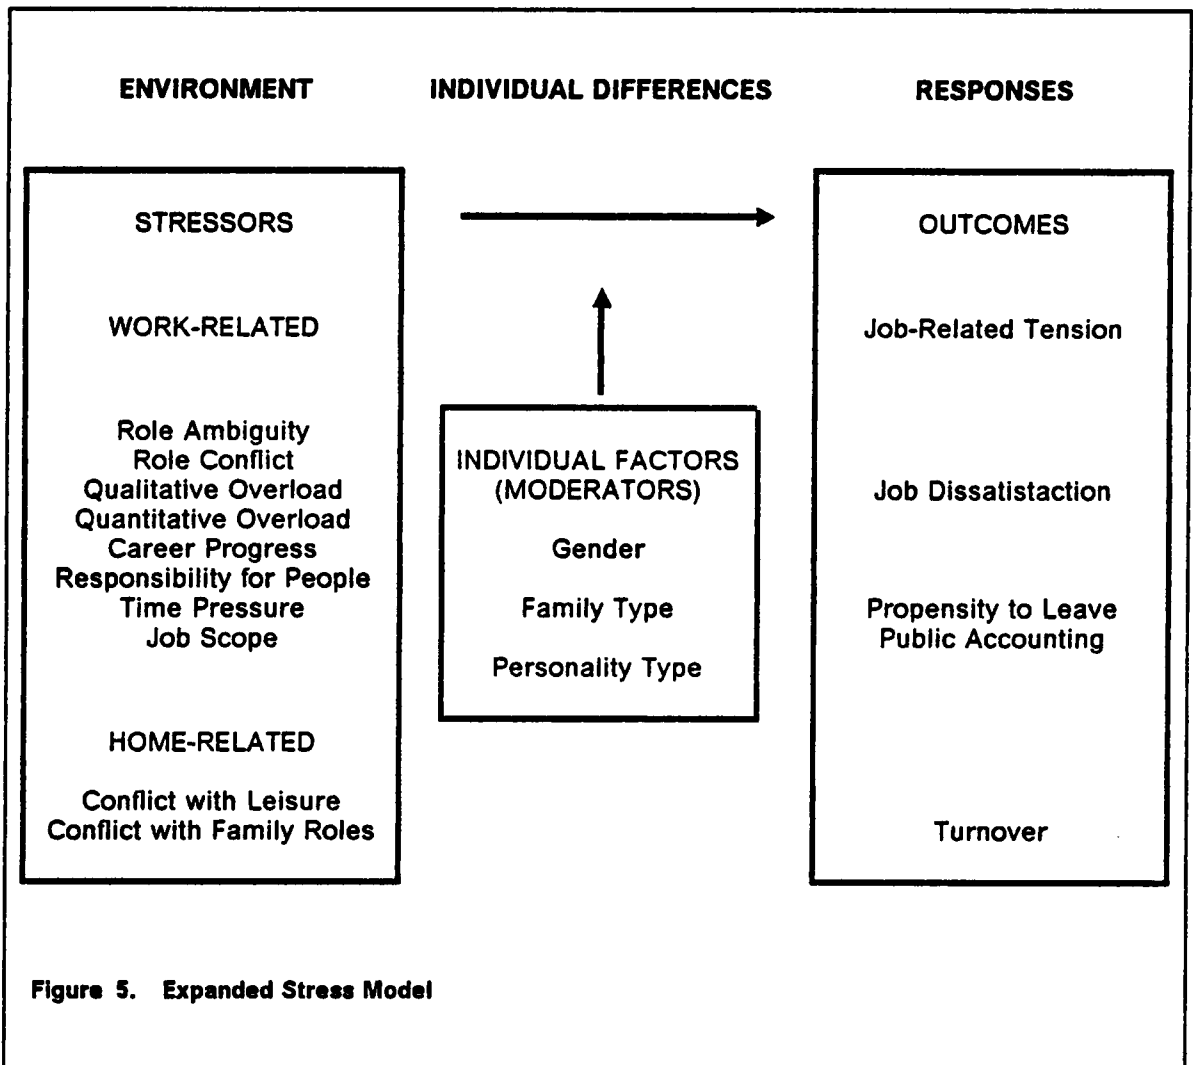 ENVIRONMENT
INDIVIDUAL DIFFERENCES
RESPONSES
STRESSORS
WORK-RELATED
Role Ambiguity
Role Conflict
Qualitative Overload
Quantitative Overload
Career Progress
Responsibility for People
Time Pressure
Job Scope
HOME-RELATED
Conflict with Leisure
Conflict with Family Roles
INDIVIDUAL FACTORS
(MODERATORS)
Gender
Family Type
Personality Type
OUTCOMES
Job-Related Tension
Job Dissatistaction
Propensity to Leave
Public Accounting
Turnover
Figure 5. Expanded Stress Model